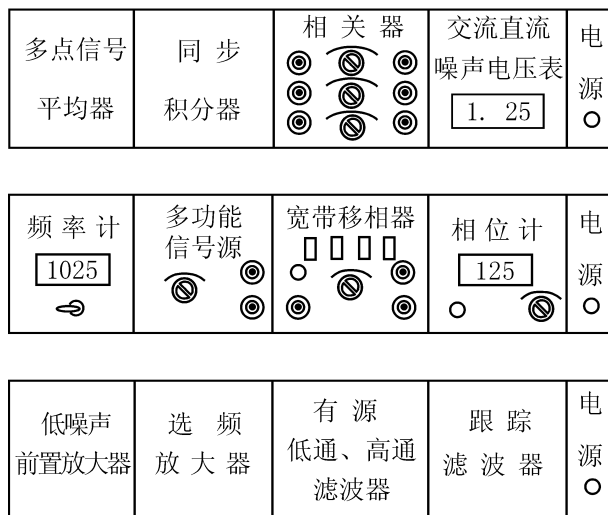 多点信号
平均器
同 步
积分器
相 关 器
交流直流
噪声电压表
1. 25
电
源
频 率 计
1025
多功能
信号源
宽带移相器
相 位 计
125
电
源
低噪声
前置放大器
选 频
放 大 器
有 源
低通、高通
滤波器
跟 踪
滤 波 器
电
源